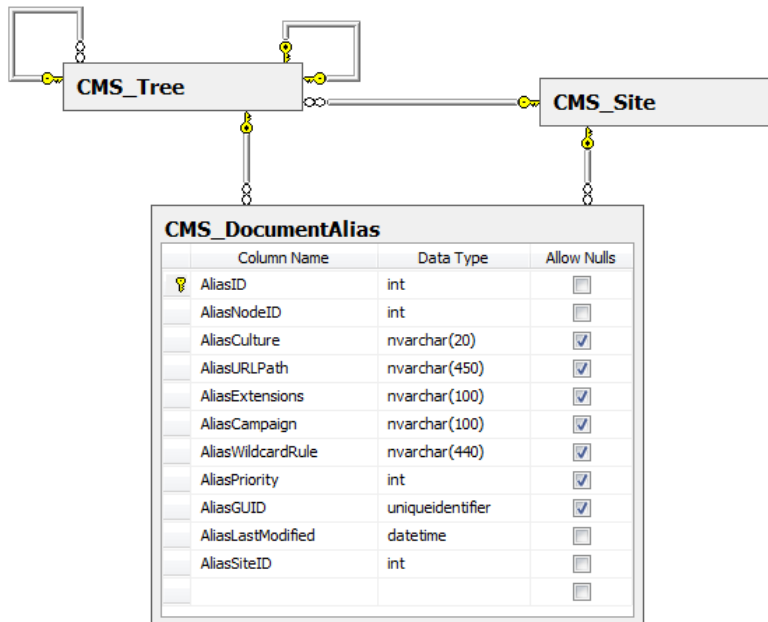 CMS_Tree
CMS_Site
CMS_DocumentAlias
Column Name Data Type Allow Nulls
AliasID int
AliasNodeID int
AliasCulture nvarchar(20)
AliasURLPath nvarchar(450)
AliasExtensions nvarchar(100)
AliasCampaign nvarchar(100)
AliasWildcardRule nvarchar(440)
AliasPriority int
AliasGUID uniqueidentifier
AliasLastModified datetime
AliasSiteID int